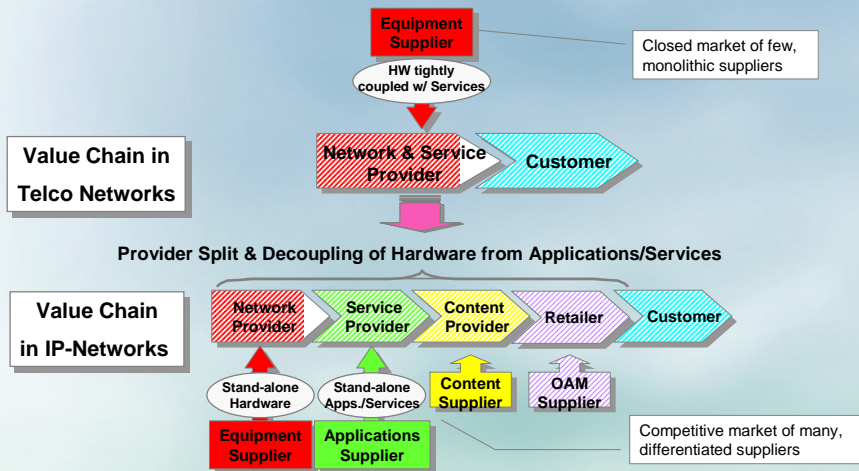 Equipment
Supplier
Closed market of few,
monolithic suppliers
HW tightly
coupled w/ Services
Value Chain in
Telco Networks
Network & Service
Provider
Customer
Provider Split & Decoupling of Hardware from Applications/Services
Value Chain
in IP-Networks
Network
Provider
Service
Provider
Content
Provider
Retailer
Customer
Stand-alone
Hardware
Stand-alone
Apps./Services
Content
Supplier
OAM
Supplier
Equipment
Supplier
Applications
Supplier
Competitive market of many,
differentiated suppliers